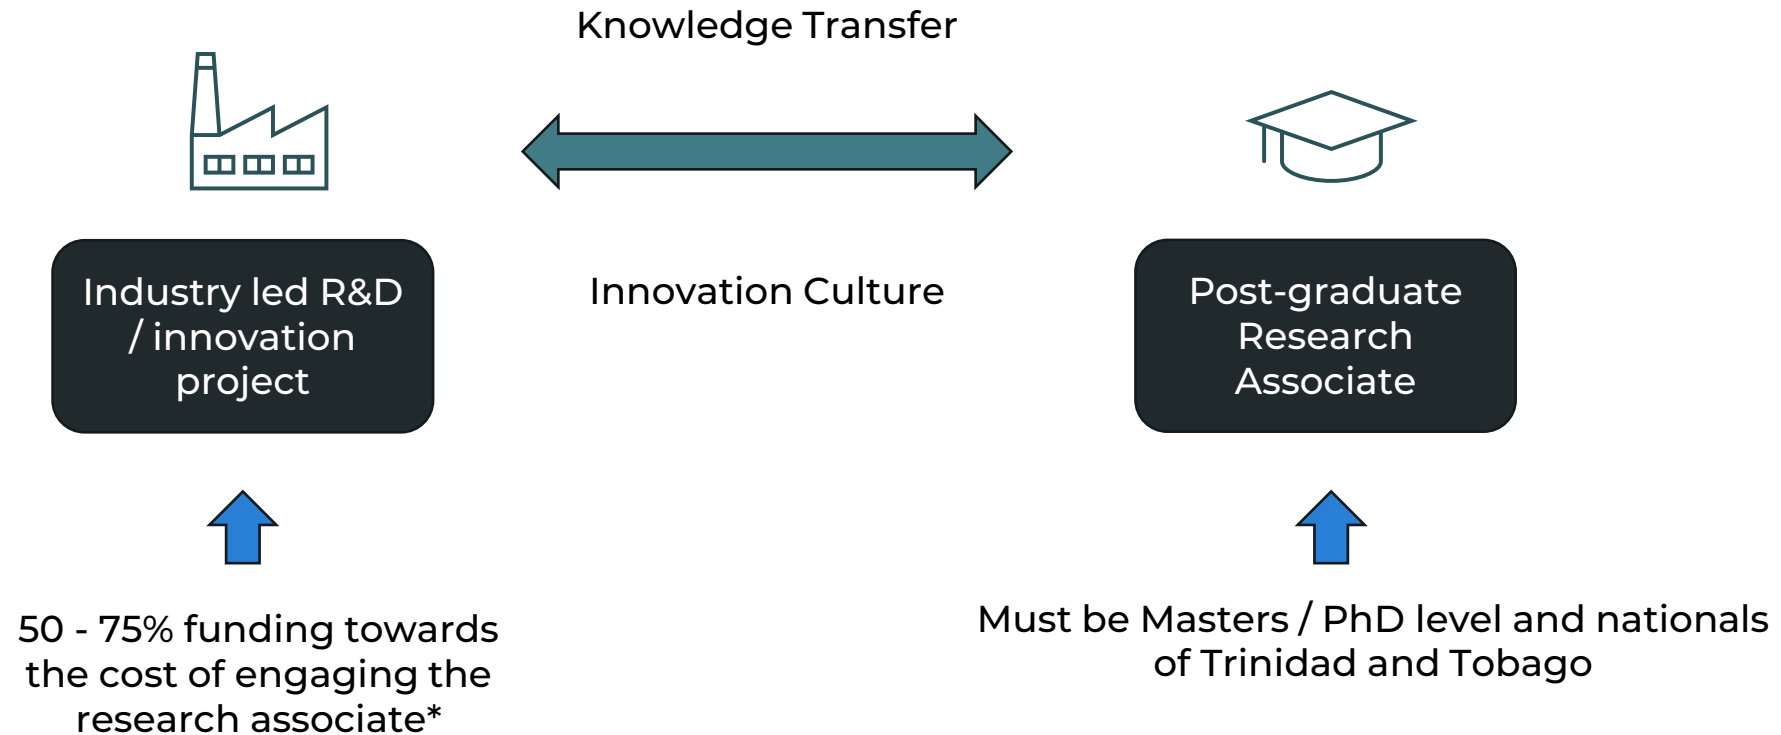 Knowledge Transfer
Industry led R&D
/ innovation
project
Innovation Culture
Post-graduate
Research
Associate
50 - 75% funding towards
the cost of engaging the
research associate*
Must be Masters / PhD level and nationals
of Trinidad and Tobago